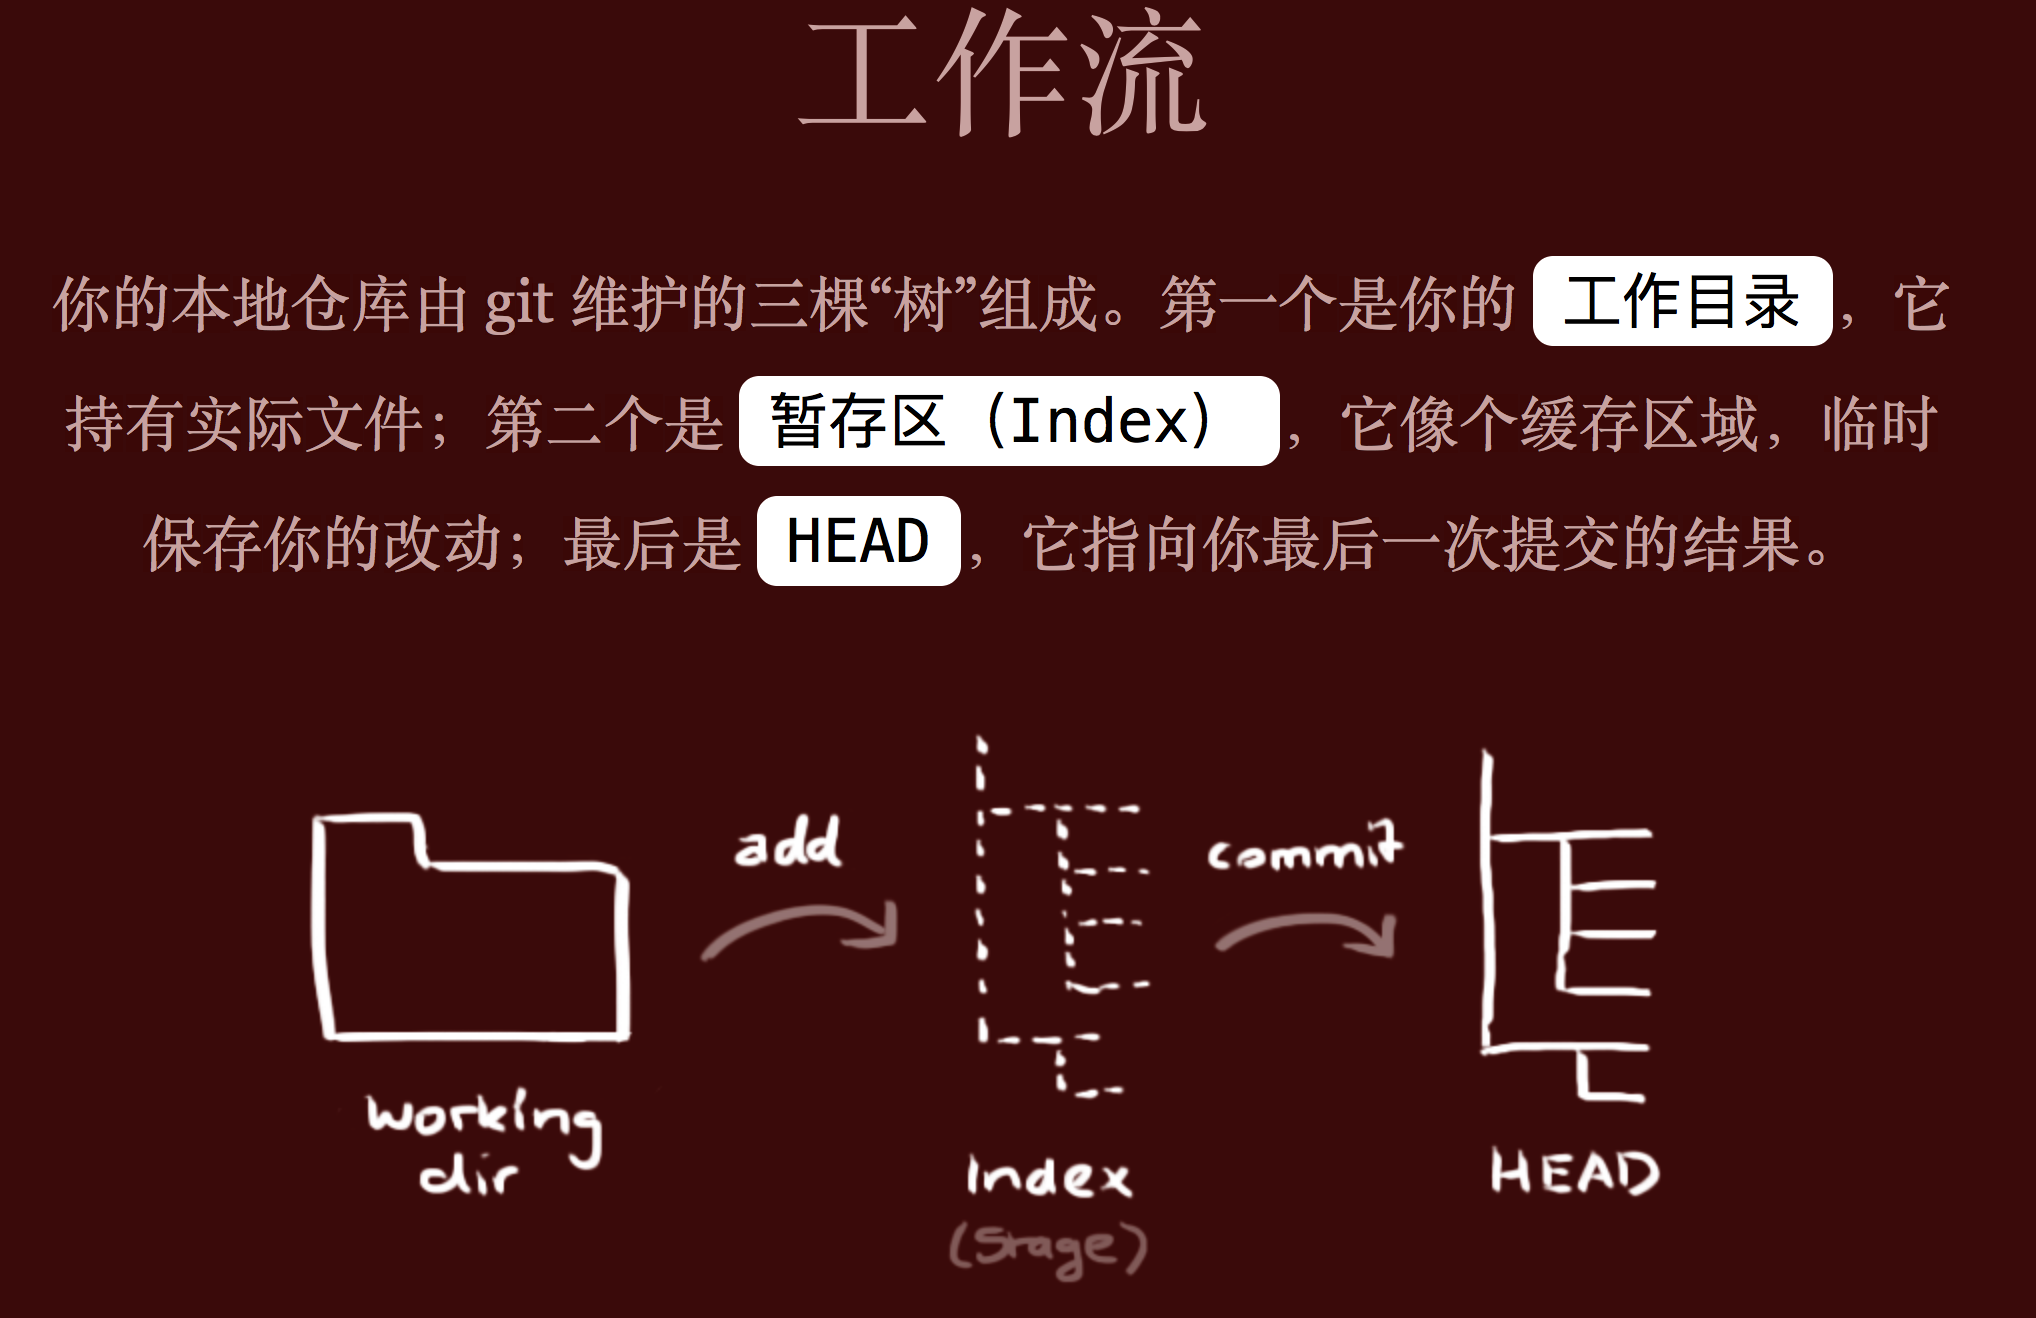 工作流
你的本地仓库由 git 维护的三棵“树”组成。第一个是你的 工作目录，它
持有实际文件；第二个是 暂存区（Index），它像个缓存区域，临时
保存你的改动；最后是 HEAD，它指向你最后一次提交的结果。
add
commit
working
dir
Index
(Stage)
HEAD